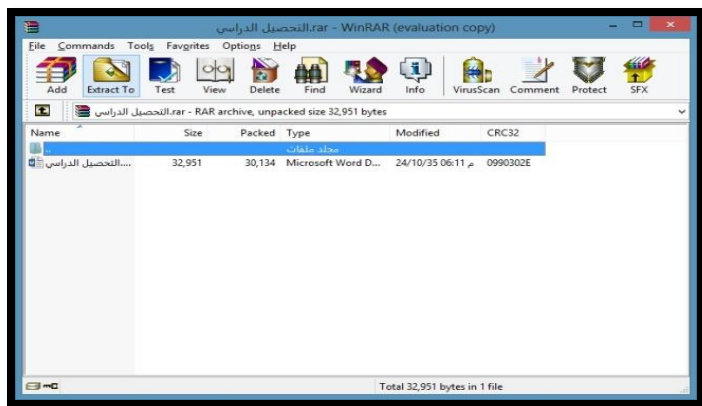 التحصيل الدراسي.rar - WinRAR (evaluation copy)
File Commands Tools Favorites Options Help
Add Extract To Test View Delete Find Wizard Info VirusScan Comment Protect SFX
التحصيل الدراسي.rar - RAR archive, unpacked size 32,951 bytes
Name Size Packed Type Modified CRC32
.. مجلد ملفات
التحصيل الدراسي.... 32,951 30,134 Microsoft Word D... 24/10/35 06:11 م 0990302E
Total 32,951 bytes in 1 file